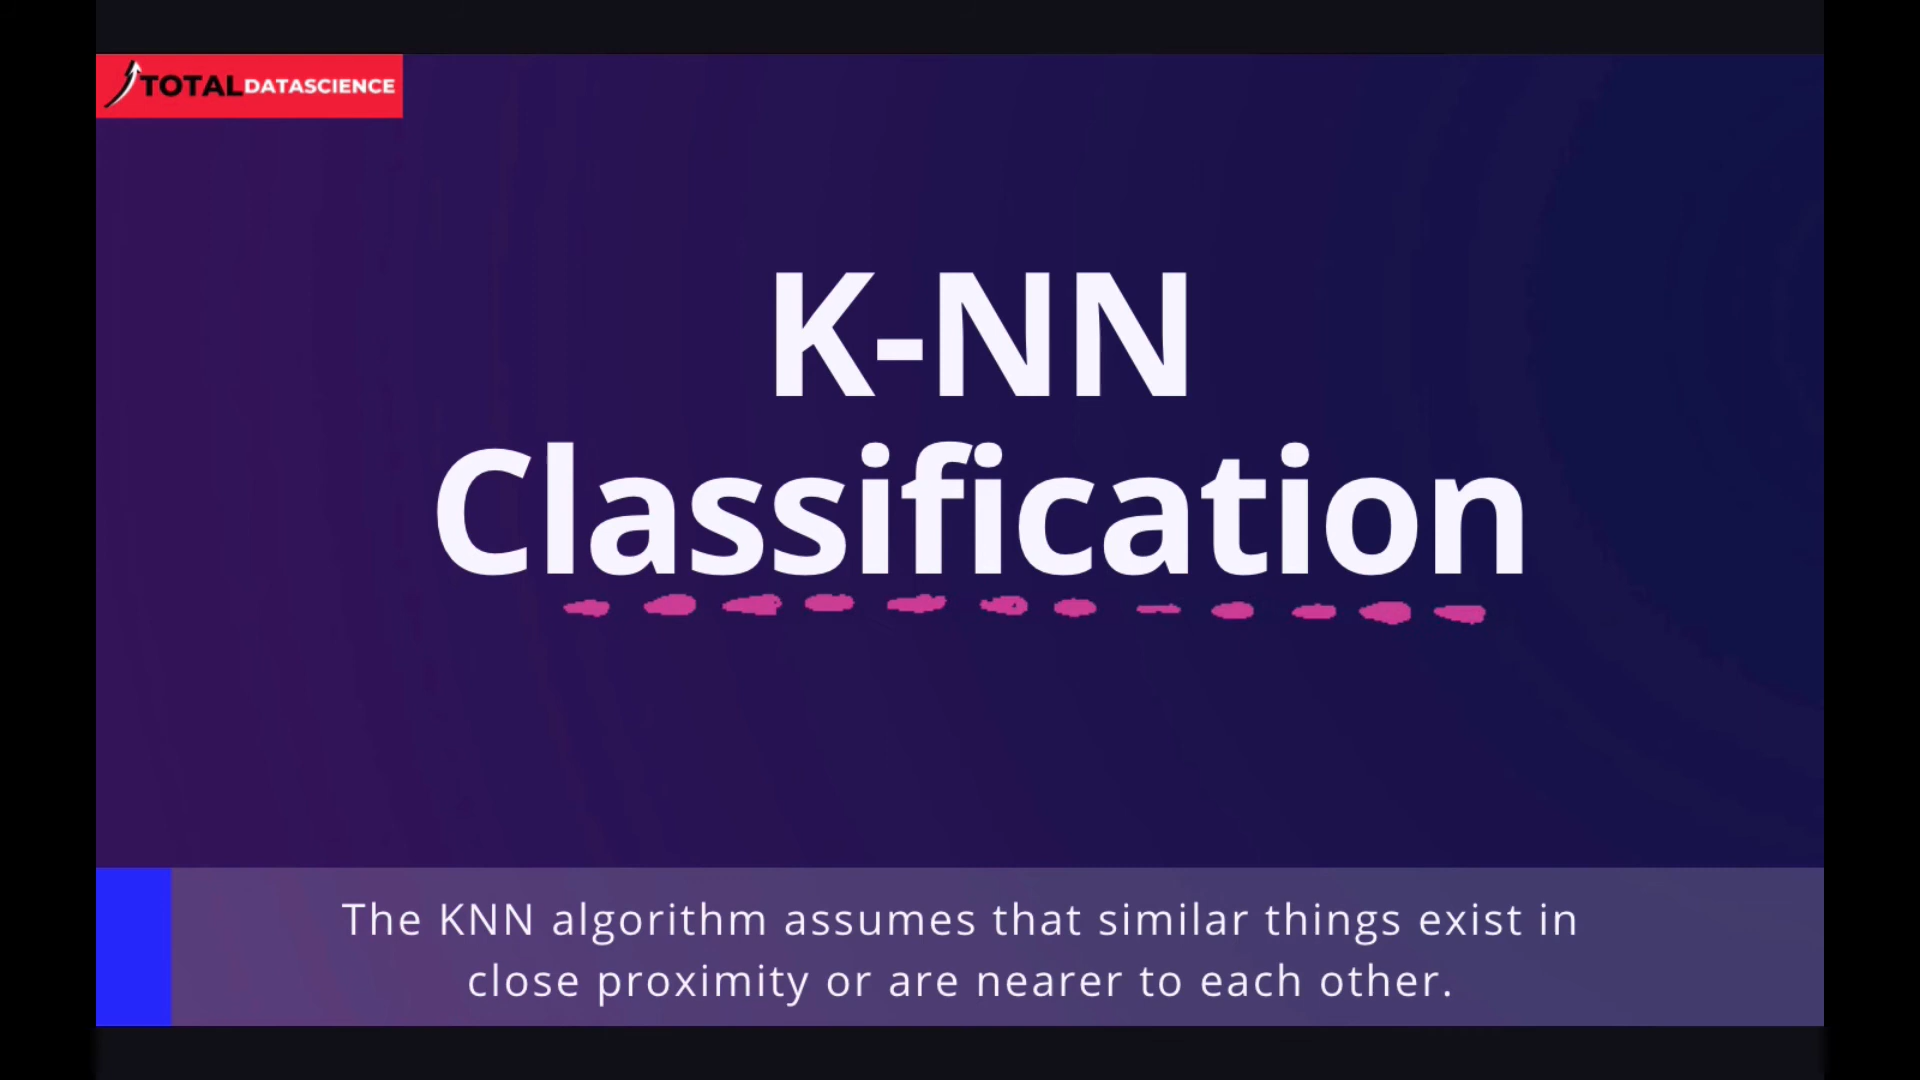 TOTALDATASCIENCE
K-NN
Classification
The KNN algorithm assumes that similar things exist in
close proximity or are nearer to each other.